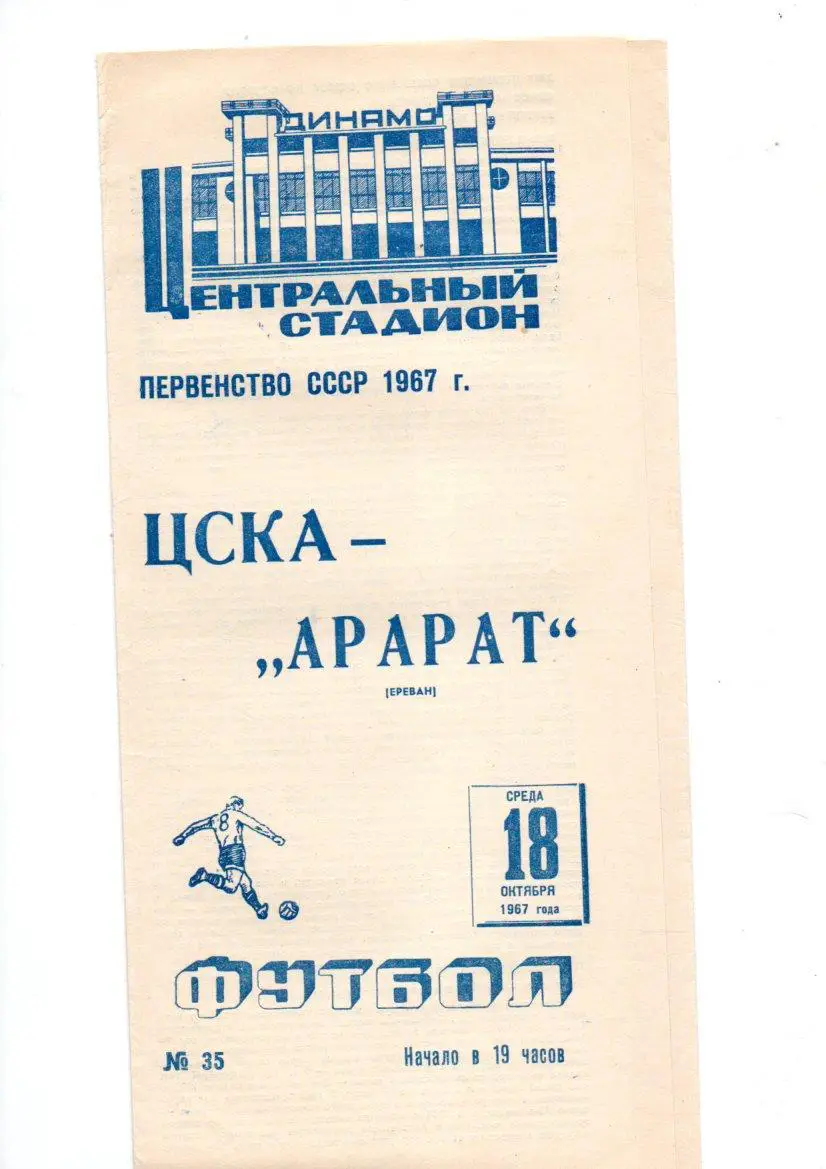 ДИНАМО
ЦЕНТРАЛЬНЫЙ
СТАДИОН
ПЕРВЕНСТВО СССР 1967 г.
ЦСКА —
„АРАРАТ“
[ЕРЕВАН]
8
СРЕДА
18
ОКТЯБРЯ
1967 года
ФУТБОЛ
№ 35 Начало в 19 часов